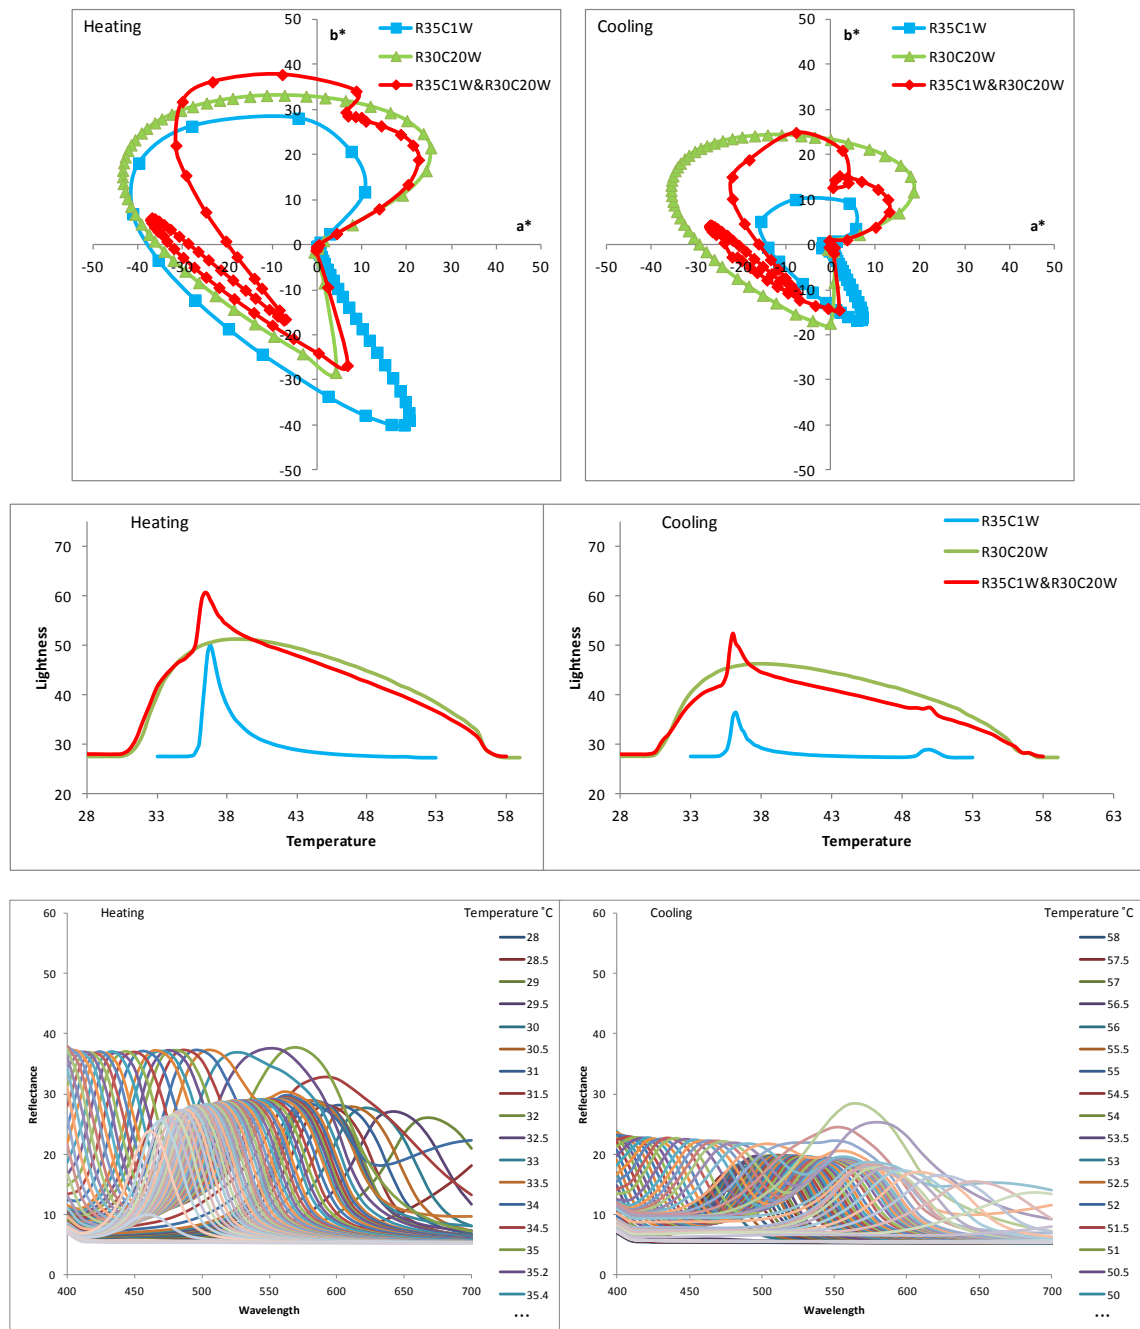 Heating
b*
R35C1W
R30C20W
R35C1W&R30C20W
a*
50
40
30
20
10
0
-10
-20
-30
-40
-50
-50 -40 -30 -20 -10 0 10 20 30 40 50
Cooling
b*
R35C1W
R30C20W
R35C1W&R30C20W
a*
50
40
30
20
10
0
-10
-20
-30
-40
-50
-50 -40 -30 -20 -10 0 10 20 30 40 50
Heating
Lightness
70
60
50
40
30
20
28 33 38 43 48 53 58
Temperature
Cooling
R35C1W
R30C20W
R35C1W&R30C20W
Lightness
70
60
50
40
30
20
28 33 38 43 48 53 58 63
Temperature
Heating
Temperature ˚C
Reflectance
60
50
40
30
20
10
0
400 450 500 550 600 650 700
Wavelength
28
28.5
29
29.5
30
30.5
31
31.5
32
32.5
33
33.5
34
34.5
35
35.2
35.4
...
Cooling
Temperature ˚C
Reflectance
60
50
40
30
20
10
0
400 450 500 550 600 650 700
Wavelength
58
57.5
57
56.5
56
55.5
55
54.5
54
53.5
53
52.5
52
51.5
51
50.5
50
...